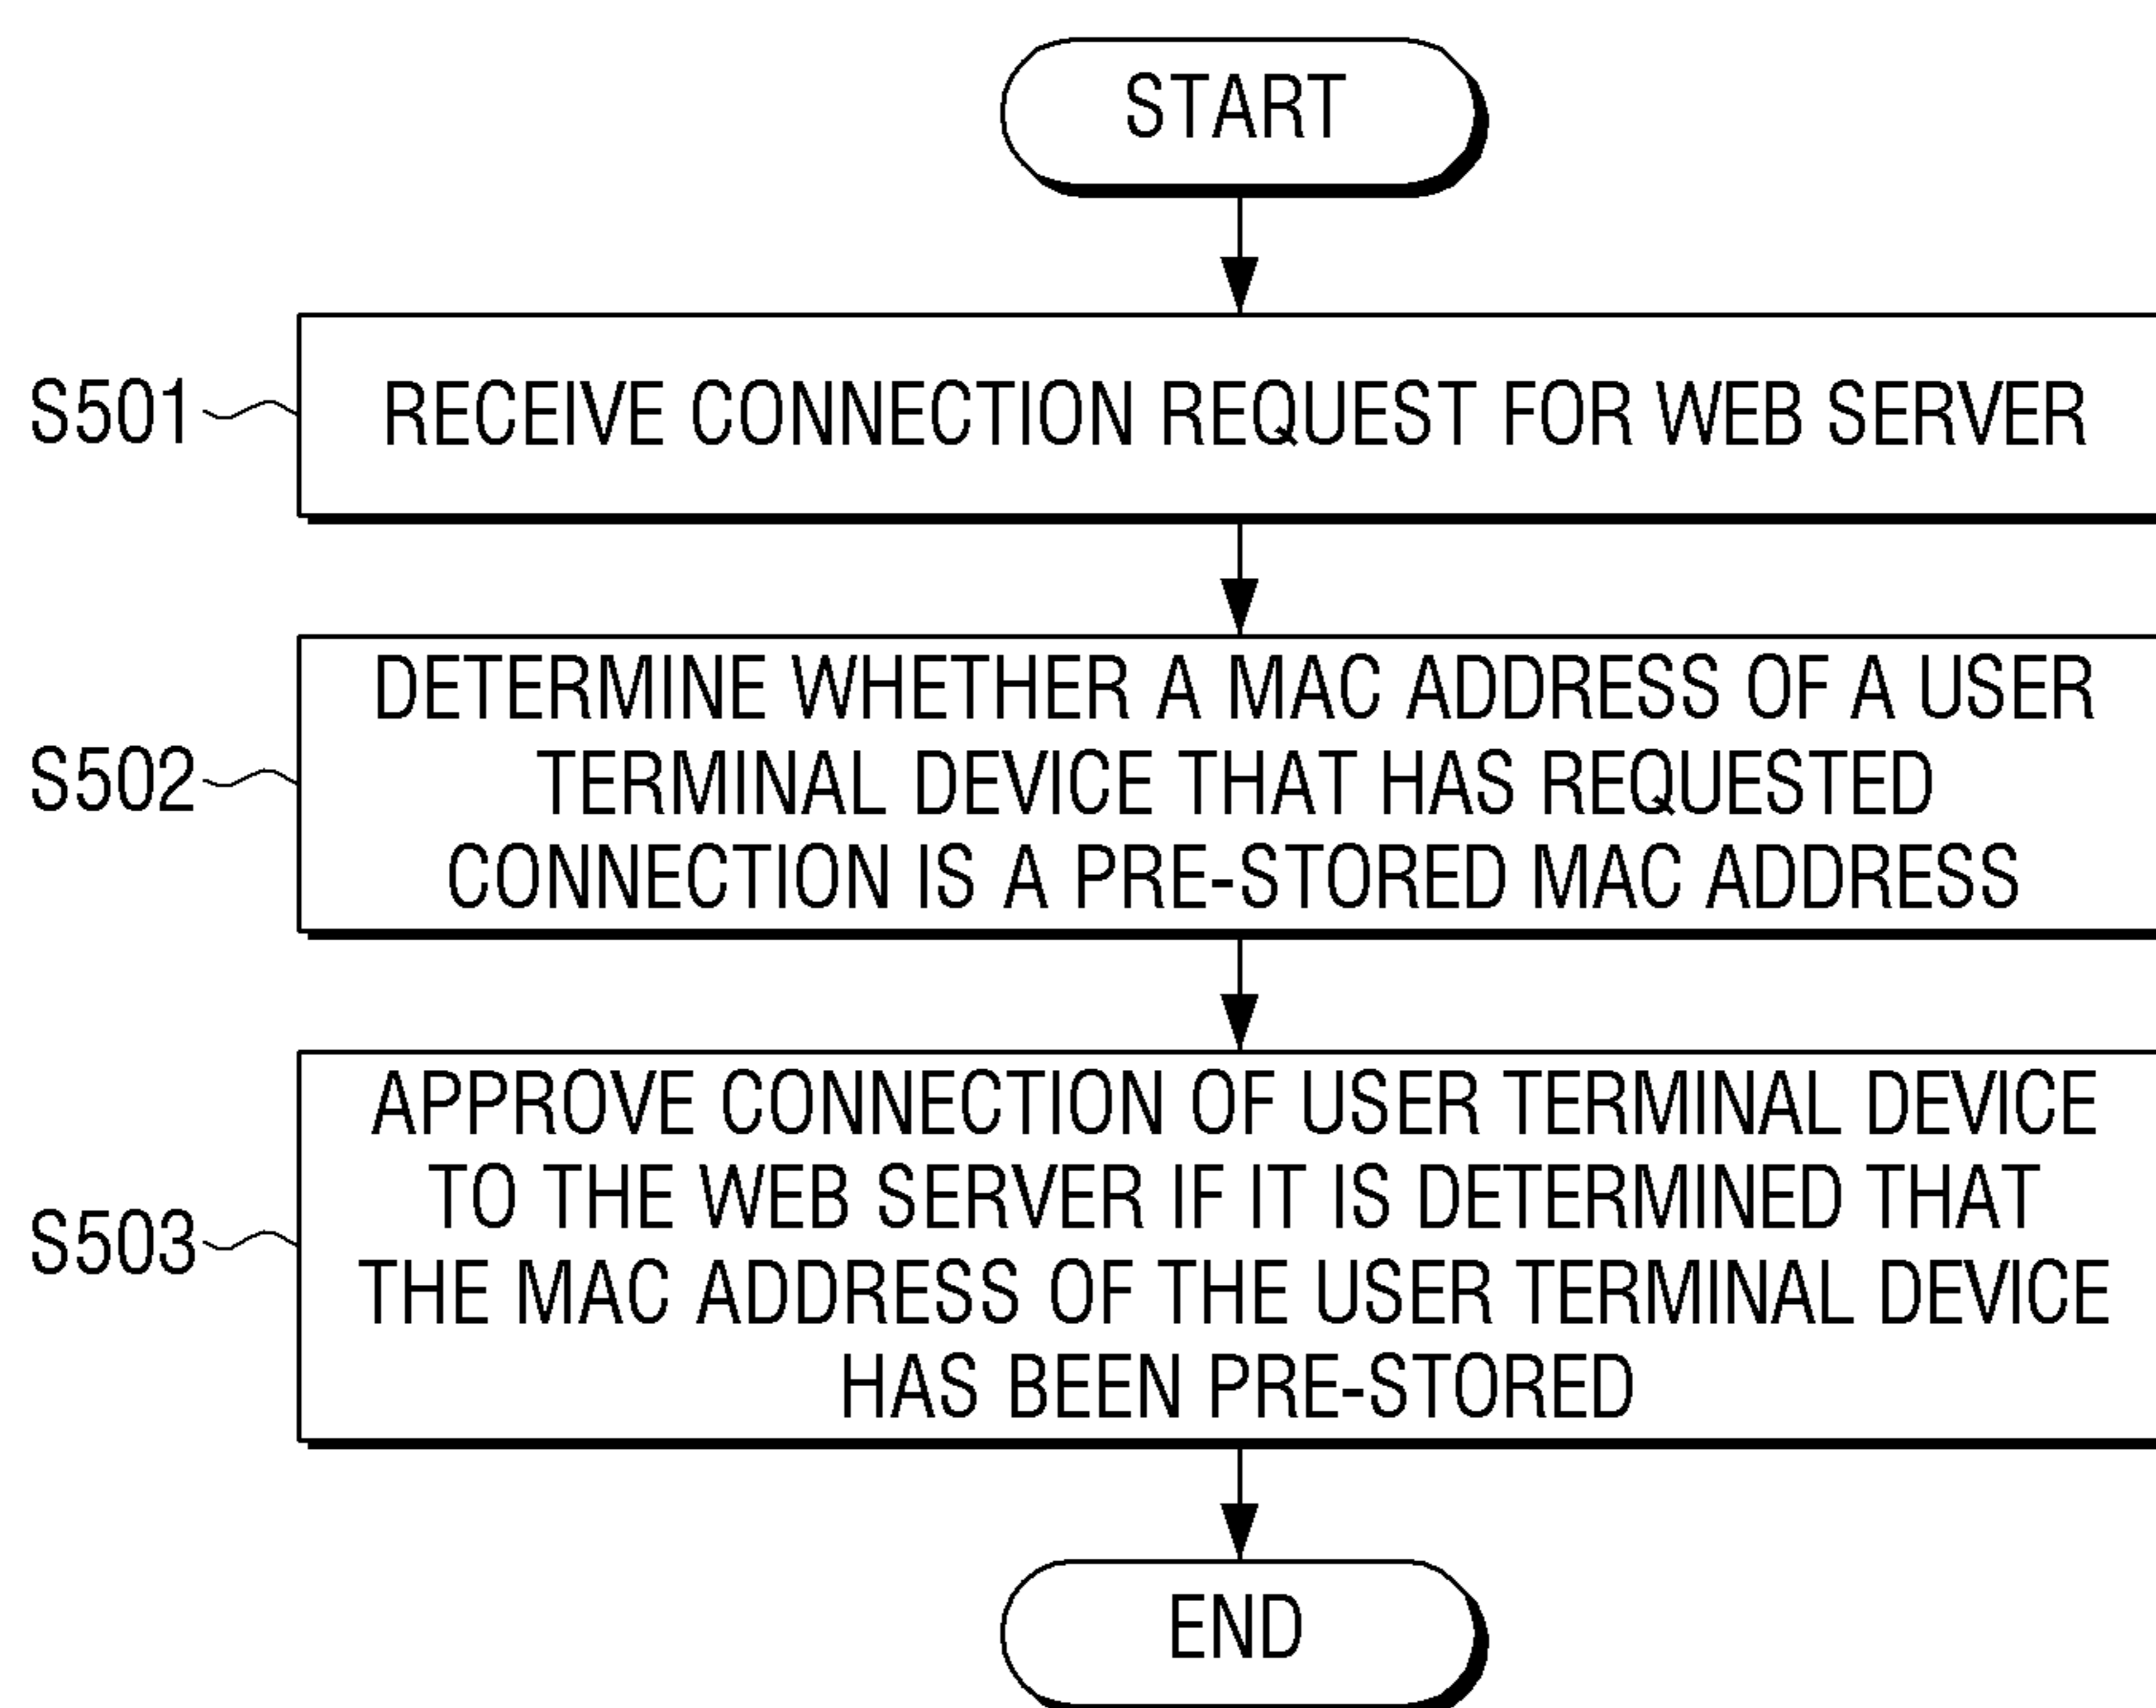 START
S501
RECEIVE CONNECTION REQUEST FOR WEB SERVER
S502
DETERMINE WHETHER A MAC ADDRESS OF A USER
TERMINAL DEVICE THAT HAS REQUESTED
CONNECTION IS A PRE-STORED MAC ADDRESS
S503
APPROVE CONNECTION OF USER TERMINAL DEVICE
TO THE WEB SERVER IF IT IS DETERMINED THAT
THE MAC ADDRESS OF THE USER TERMINAL DEVICE
HAS BEEN PRE-STORED
END